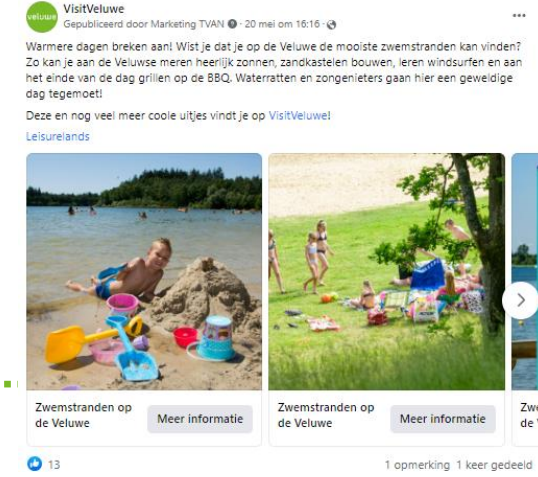 veluwe
VisitVeluwe
Gepubliceerd door Marketing TVAN · 20 mei om 16:16 ·
Warmere dagen breken aan! Wist je dat je op de Veluwe de mooiste zwemstranden kan vinden?
Zo kan je aan de Veluwse meren heerlijk zonnen, zandkastelen bouwen, leren windsurfen en aan
het einde van de dag grillen op de BBQ. Waterratten en zongenieters gaan hier een geweldige
dag tegemoet!
Deze en nog veel meer coole uitjes vindt je op VisitVeluwe!
Leisurelands
Zwemstranden op
de Veluwe
Meer informatie
Zwemstranden op
de Veluwe
Meer informatie
Zwe
de
13
1 opmerking 1 keer gedeeld